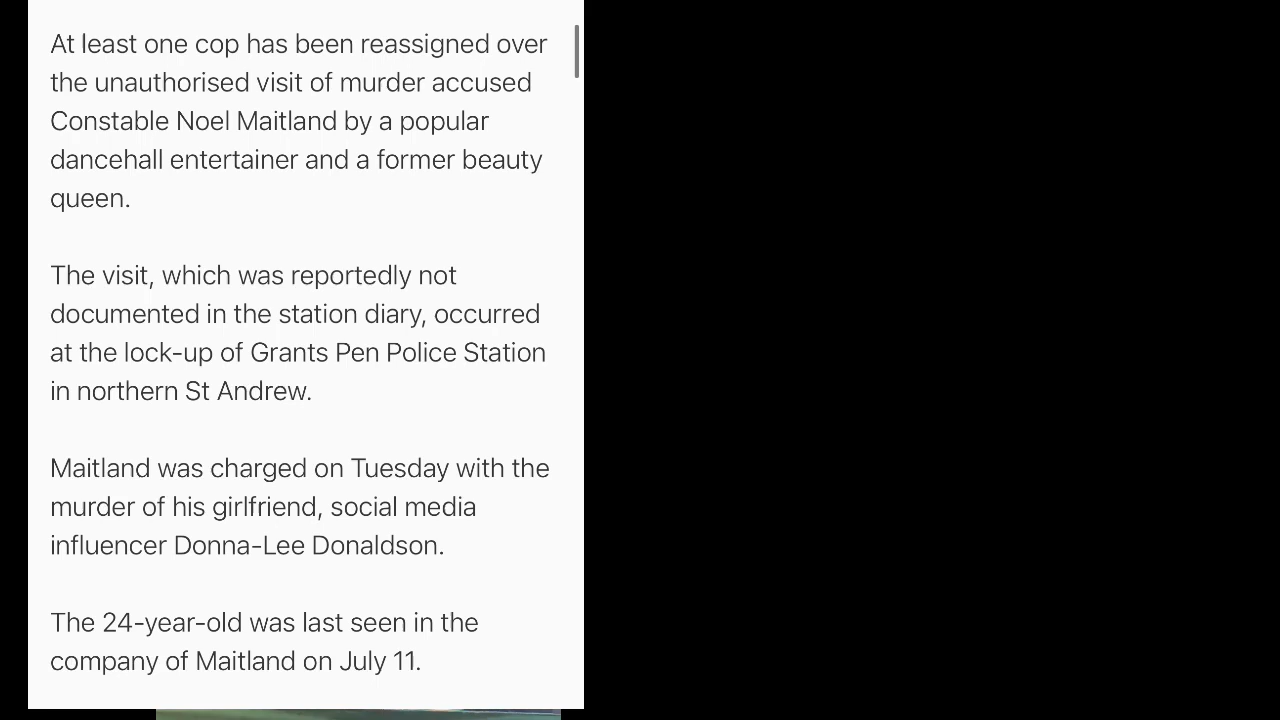 At least one cop has been reassigned over
the unauthorised visit of murder accused
Constable Noel Maitland by a popular
dancehall entertainer and a former beauty
queen.
The visit, which was reportedly not
documented in the station diary, occurred
at the lock-up of Grants Pen Police Station
in northern St Andrew.
Maitland was charged on Tuesday with the
murder of his girlfriend, social media
influencer Donna-Lee Donaldson.
The 24-year-old was last seen in the
company of Maitland on July 11.